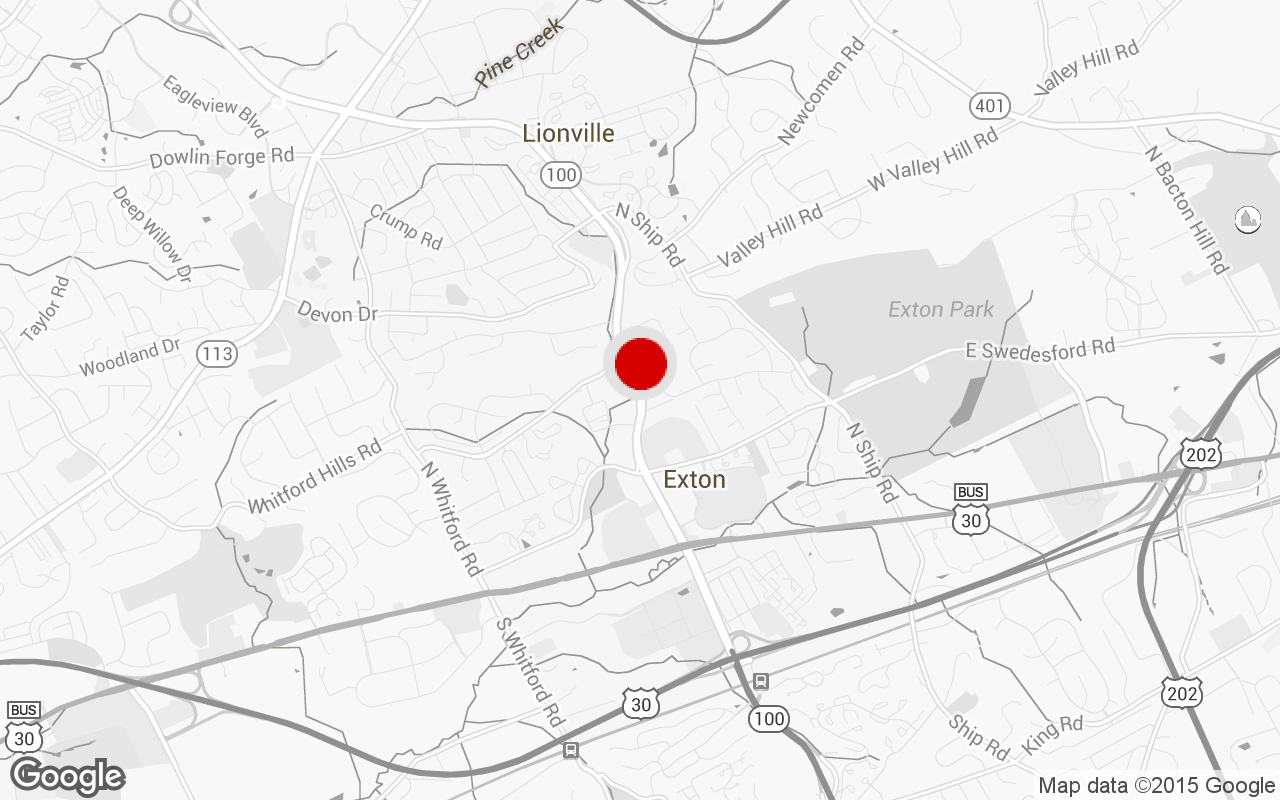 Pine Creek
Newcomen Rd
Valley Hill Rd
Eagleview Blvd
401
Lionville
Dowlin Forge Rd
100
W Valley Hill Rd
N Bacton Hill Rd
Deep Willow Dr
Crump Rd
N Ship Rd
Valley Hill Rd
Taylor Rd
Devon Dr
Exton Park
Woodland Dr
113
E Swedesford Rd
N Ship Rd
202
Whitford Hills Rd
Exton
N Whitford Rd
BUS
30
S Whitford Rd
30
202
100
BUS
30
Ship Rd
King Rd
Google
Map data ©2015 Google